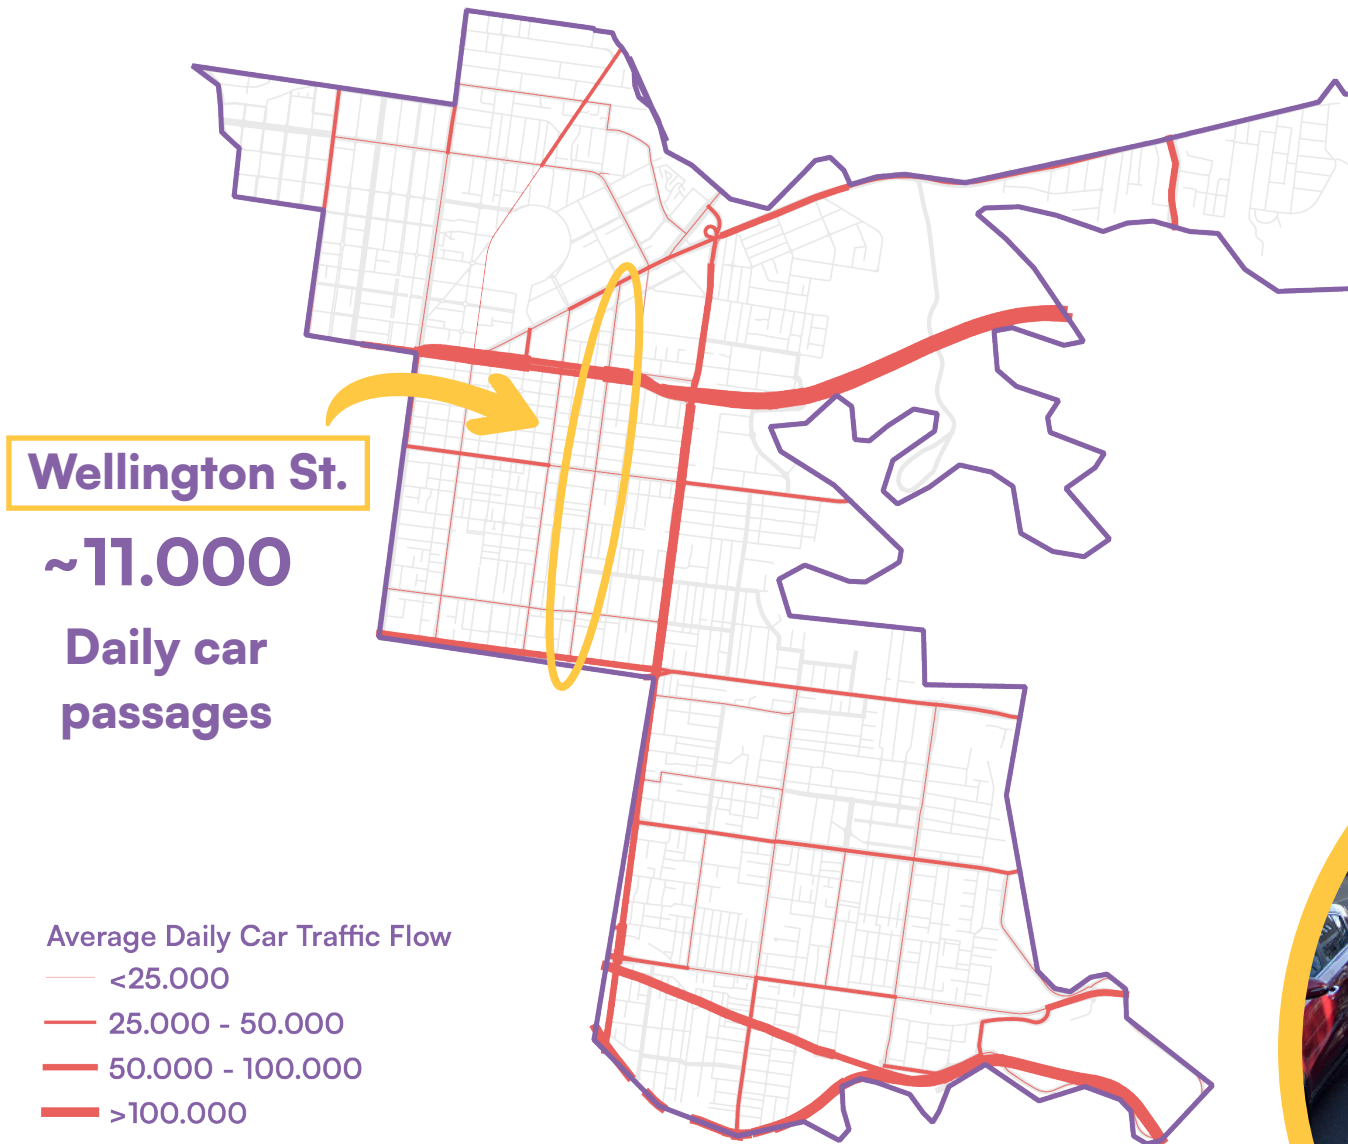 Wellington St.
~11.000
Daily car
passages
Average Daily Car Traffic Flow
<25.000
25.000 - 50.000
50.000 - 100.000
>100.000